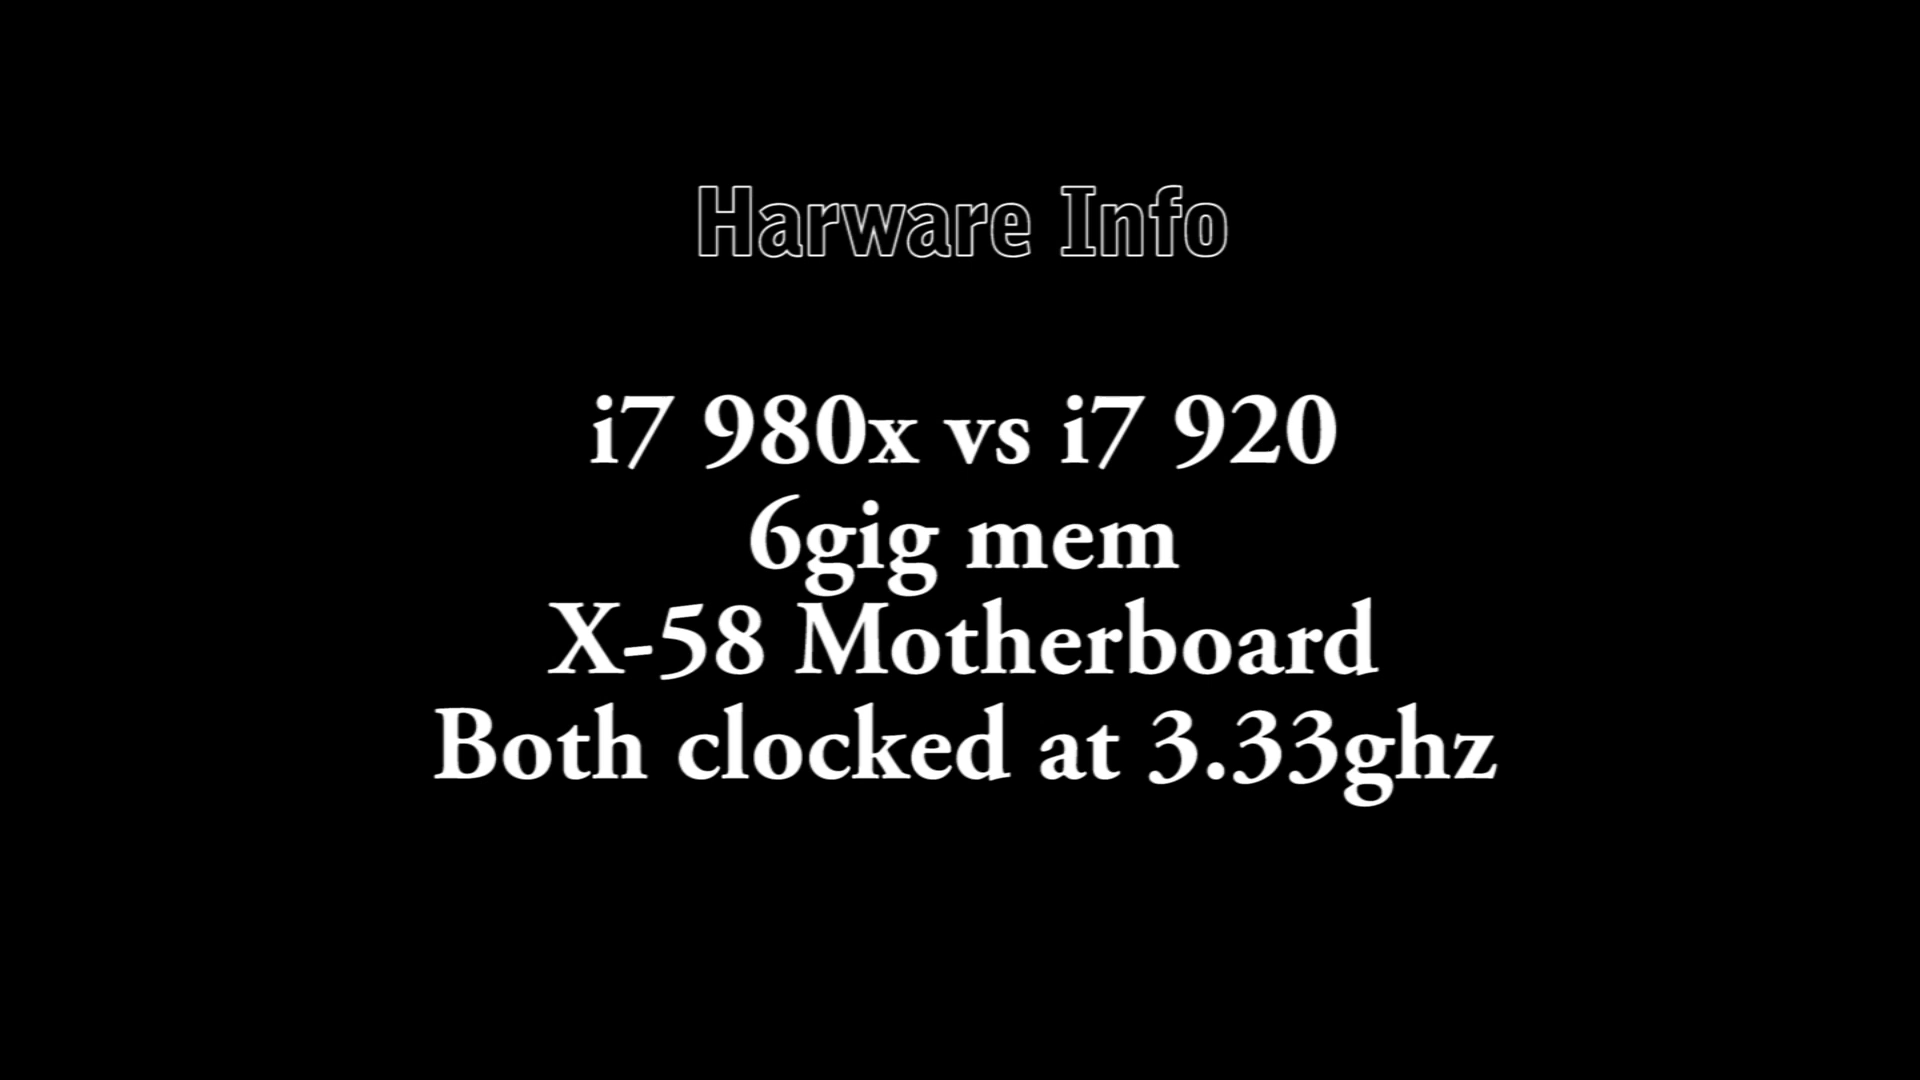 Harware Info
i7 980x vs i7 920
6gig mem
X-58 Motherboard
Both clocked at 3.33ghz